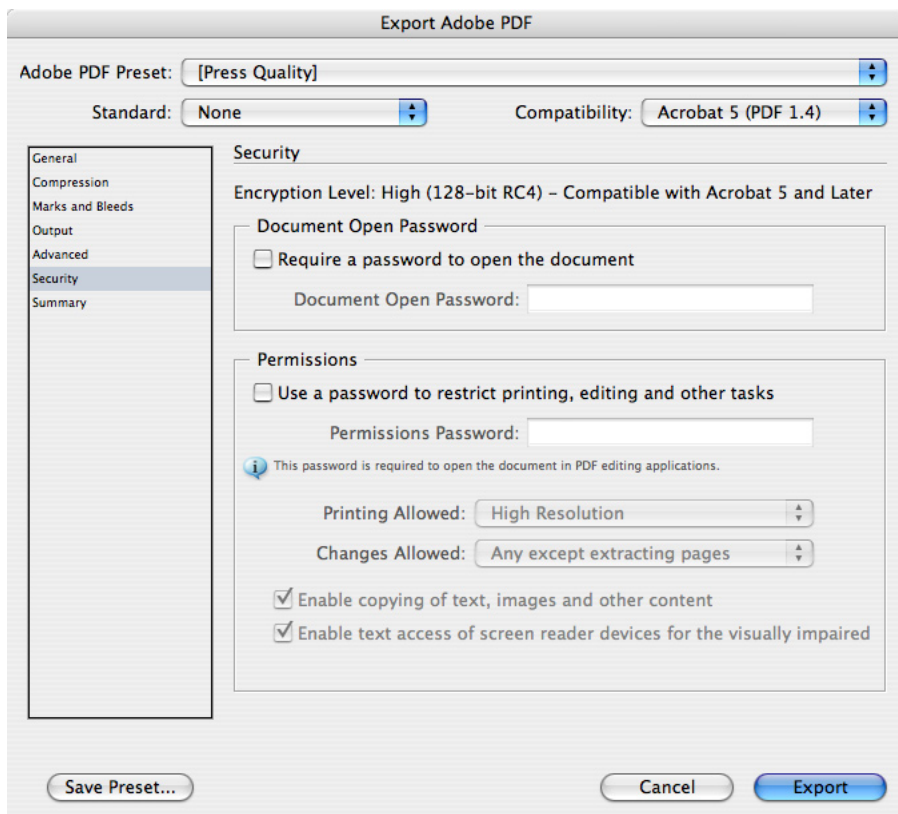 Export Adobe PDF
Adobe PDF Preset: [Press Quality]
Standard: None Compatibility: Acrobat 5 (PDF 1.4)
General
Compression
Marks and Bleeds
Output
Advanced
Security
Summary
Security
Encryption Level: High (128-bit RC4) – Compatible with Acrobat 5 and Later
Document Open Password
Require a password to open the document
Document Open Password:
Permissions
Use a password to restrict printing, editing and other tasks
Permissions Password:
This password is required to open the document in PDF editing applications.
Printing Allowed: High Resolution
Changes Allowed: Any except extracting pages
Enable copying of text, images and other content
Enable text access of screen reader devices for the visually impaired
Save Preset... Cancel Export